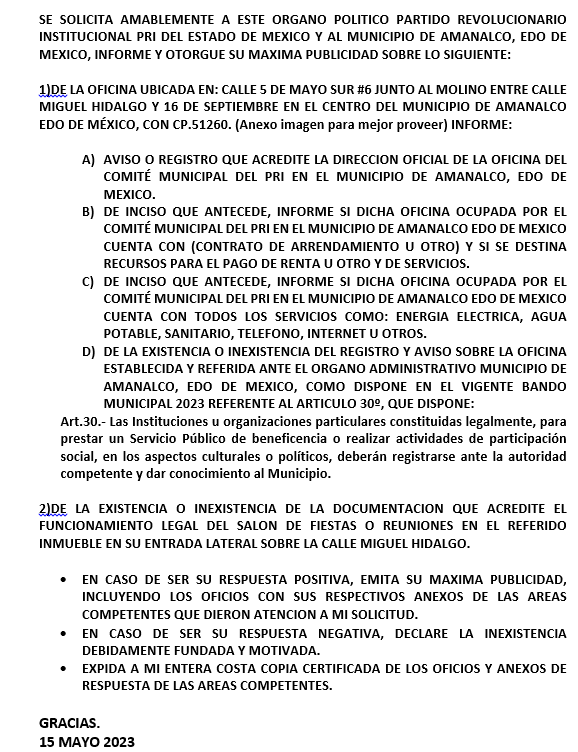 SE SOLICITA AMABLEMENTE A ESTE ORGANO POLITICO PARTIDO REVOLUCIONARIO
INSTITUCIONAL PRI DEL ESTADO DE MEXICO Y AL MUNICIPIO DE AMANALCO, EDO DE
MEXICO, INFORME Y OTORGUE SU MAXIMA PUBLICIDAD SOBRE LO SIGUIENTE:
1)DE LA OFICINA UBICADA EN: CALLE 5 DE MAYO SUR #6 JUNTO AL MOLINO ENTRE CALLE
MIGUEL HIDALGO Y 16 DE SEPTIEMBRE EN EL CENTRO DEL MUNICIPIO DE AMANALCO
EDO DE MÉXICO, CON CP.51260. (Anexo imagen para mejor proveer) INFORME:
A) AVISO O REGISTRO QUE ACREDITE LA DIRECCION OFICIAL DE LA OFICINA DEL
COMITÉ MUNICIPAL DEL PRI EN EL MUNICIPIO DE AMANALCO, EDO DE
MEXICO.
B) DE INCISO QUE ANTECEDE, INFORME SI DICHA OFICINA OCUPADA POR EL
COMITÉ MUNICIPAL DEL PRI EN EL MUNICIPIO DE AMANALCO EDO DE MEXICO
CUENTA CON (CONTRATO DE ARRENDAMIENTO U OTRO) Y SI SE DESTINA
RECURSOS PARA EL PAGO DE RENTA U OTRO Y DE SERVICIOS.
C) DE INCISO QUE ANTECEDE, INFORME SI DICHA OFICINA OCUPADA POR EL
COMITÉ MUNICIPAL DEL PRI EN EL MUNICIPIO DE AMANALCO EDO DE MEXICO
CUENTA CON TODOS LOS SERVICIOS COMO: ENERGIA ELECTRICA, AGUA
POTABLE, SANITARIO, TELEFONO, INTERNET U OTROS.
D) DE LA EXISTENCIA O INEXISTENCIA DEL REGISTRO Y AVISO SOBRE LA OFICINA
ESTABLECIDA Y REFERIDA ANTE EL ORGANO ADMINISTRATIVO MUNICIPIO DE
AMANALCO, EDO DE MEXICO, COMO DISPONE EN EL VIGENTE BANDO
MUNICIPAL 2023 REFERENTE AL ARTICULO 30º, QUE DISPONE:
Art.30.- Las Instituciones u organizaciones particulares constituidas legalmente, para
prestar un Servicio Público de beneficencia o realizar actividades de participación
social, en los aspectos culturales o políticos, deberán registrarse ante la autoridad
competente y dar conocimiento al Municipio.
2)DE LA EXISTENCIA O INEXISTENCIA DE LA DOCUMENTACION QUE ACREDITE EL
FUNCIONAMIENTO LEGAL DEL SALON DE FIESTAS O REUNIONES EN EL REFERIDO
INMUEBLE EN SU ENTRADA LATERAL SOBRE LA CALLE MIGUEL HIDALGO.
• EN CASO DE SER SU RESPUESTA POSITIVA, EMITA SU MAXIMA PUBLICIDAD,
INCLUYENDO LOS OFICIOS CON SUS RESPECTIVOS ANEXOS DE LAS AREAS
COMPETENTES QUE DIERON ATENCION A MI SOLICITUD.
• EN CASO DE SER SU RESPUESTA NEGATIVA, DECLARE LA INEXISTENCIA
DEBIDAMENTE FUNDADA Y MOTIVADA.
• EXPIDA A MI ENTERA COSTA COPIA CERTIFICADA DE LOS OFICIOS Y ANEXOS DE
RESPUESTA DE LAS AREAS COMPETENTES.
GRACIAS.
15 MAYO 2023